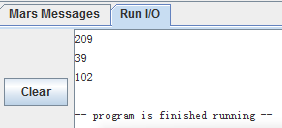 Mars Messages Run I/O
209
39
102
Clear
-- program is finished running --